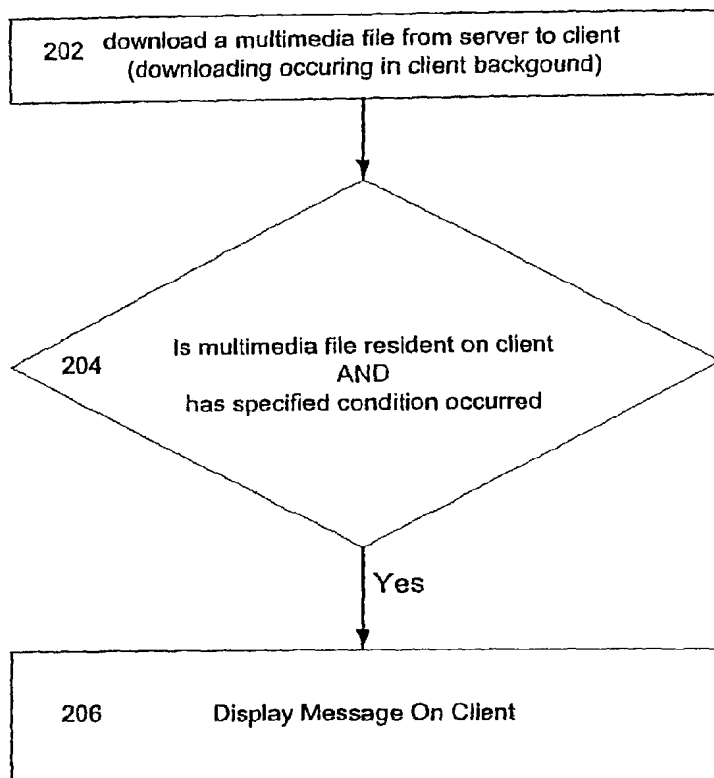 202 download a multimedia file from server to client
(downloading occuring in client backgound)
204 Is multimedia file resident on client
AND
has specified condition occurred
Yes
206 Display Message On Client